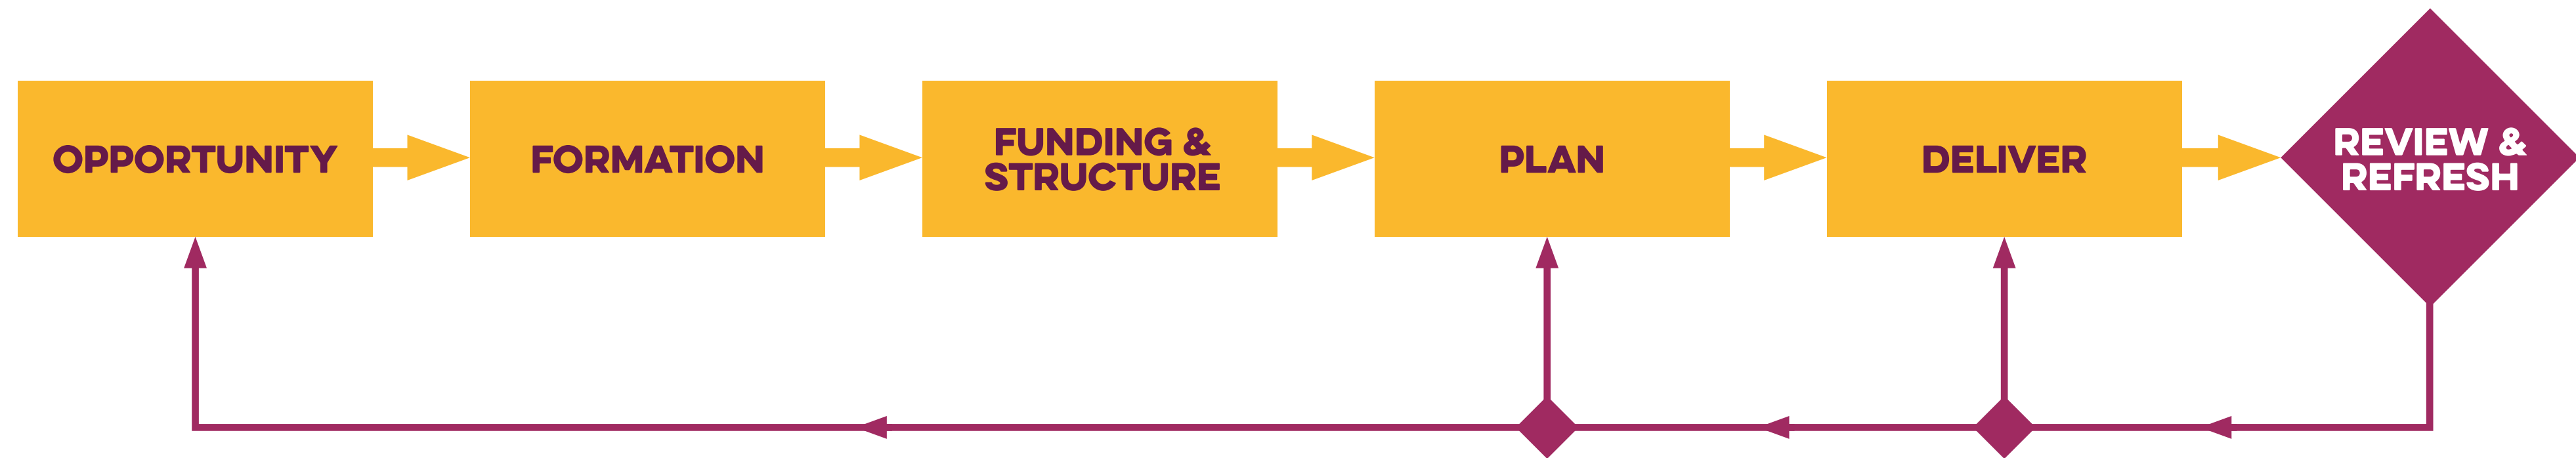 OPPORTUNITY
FORMATION
FUNDING &
STRUCTURE
PLAN
DELIVER
REVIEW &
REFRESH